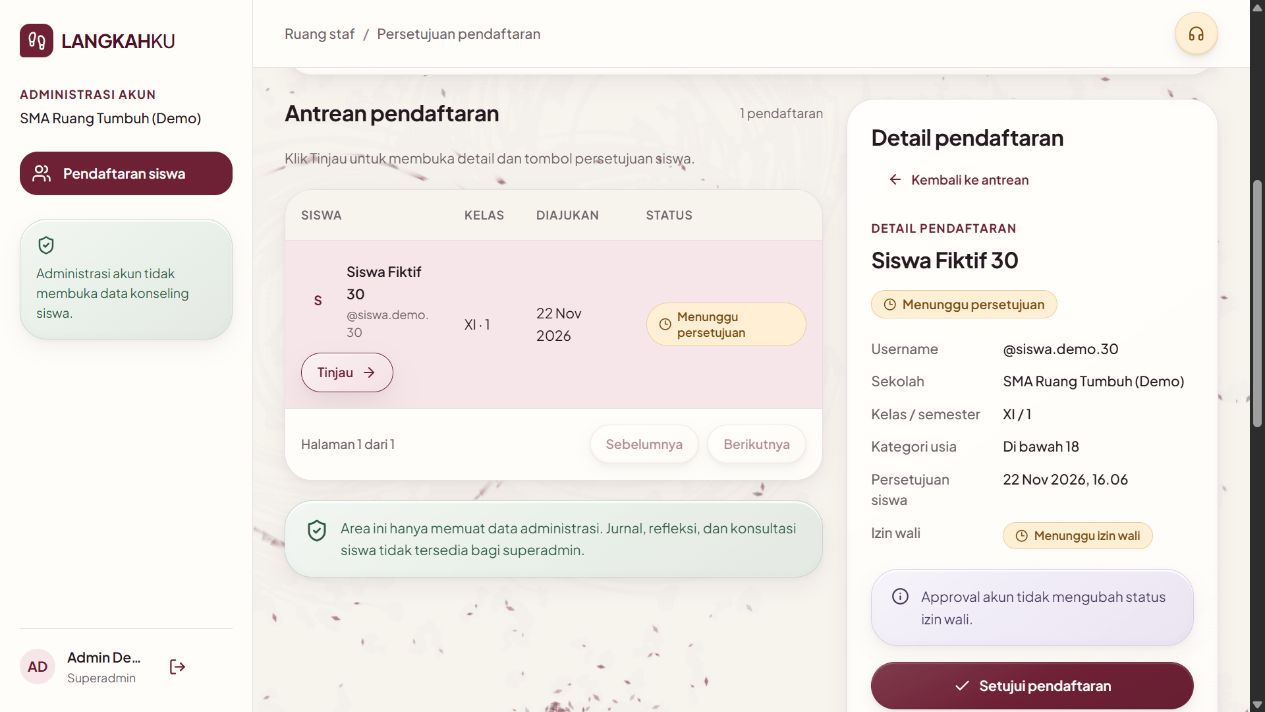 LANGKAHKU
ADMINISTRASI AKUN
SMA Ruang Tumbuh (Demo)
Pendaftaran siswa
Administrasi akun tidak
membuka data konseling
siswa.
AD
Admin De...
Superadmin
Ruang staf / Persetujuan pendaftaran
Antrean pendaftaran
1 pendaftaran
Klik Tinjau untuk membuka detail dan tombol persetujuan siswa.
SISWA KELAS DIAJUKAN STATUS
S
Siswa Fiktif
30
@siswa.demo.
30
XI · 1
22 Nov
2026
Menunggu
persetujuan
Tinjau
Halaman 1 dari 1
Sebelumnya
Berikutnya
Area ini hanya memuat data administrasi. Jurnal, refleksi, dan konsultasi
siswa tidak tersedia bagi superadmin.
Detail pendaftaran
Kembali ke antrean
DETAIL PENDAFTARAN
Siswa Fiktif 30
Menunggu persetujuan
Username @siswa.demo.30
Sekolah SMA Ruang Tumbuh (Demo)
Kelas / semester XI / 1
Kategori usia Di bawah 18
Persetujuan
siswa
22 Nov 2026, 16.06
Izin wali Menunggu izin wali
Approval akun tidak mengubah status
izin wali.
Setujui pendaftaran